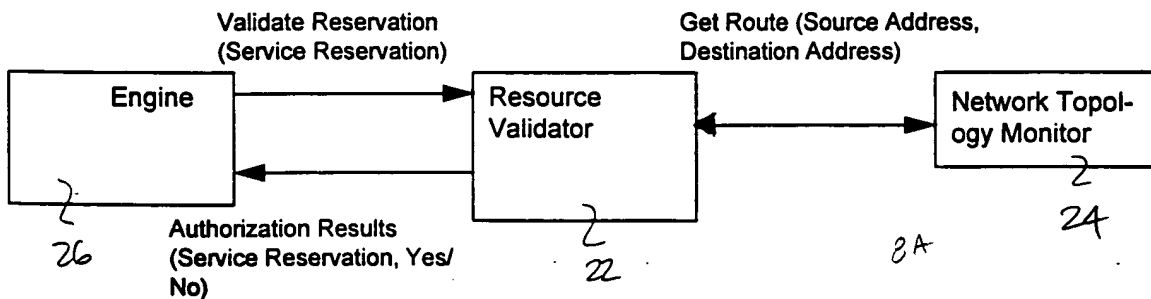 Validate Reservation
(Service Reservation)
Get Route (Source Address,
Destination Address)
Engine
Resource
Validator
Network Topol-
ogy Monitor
Authorization Results
(Service Reservation, Yes/
No)
26
22
8A
24